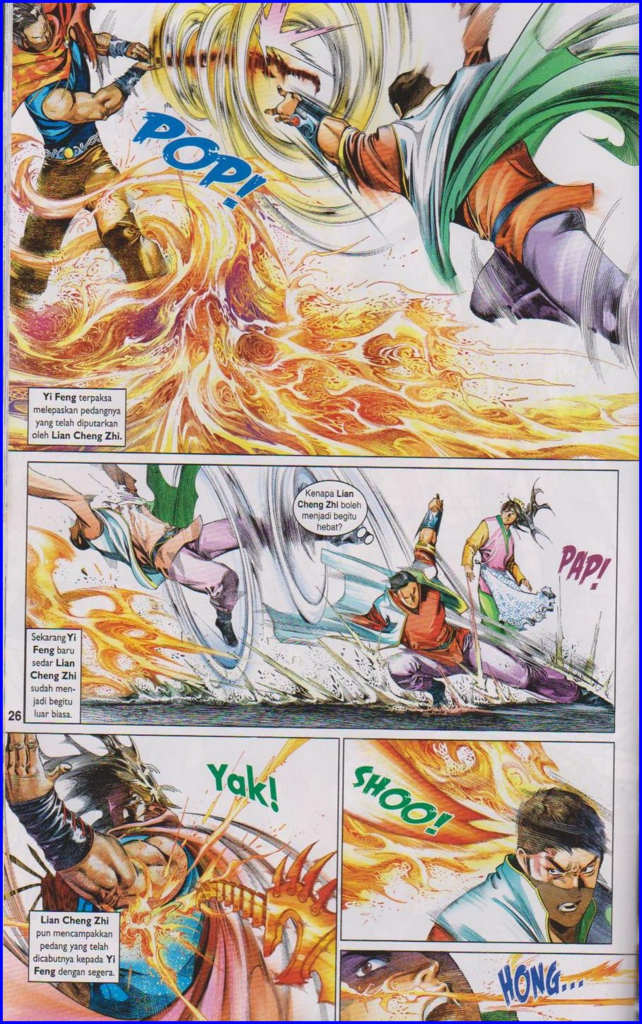 POP!
Yi Feng terpaksa
melepaskan pedangnya
yang telah diputarkan
oleh Lian Cheng Zhi.
Kenapa Lian
Cheng Zhi boleh
menjadi begitu
hebat?
PAP!
Sekarang Yi
Feng baru
sedar Lian
Cheng Zhi
sudah men-
jadi begitu
luar biasa.
26
Yak!
SHOO!
Lian Cheng Zhi
pun mencampakkan
pedang yang telah
dicabutnya kepada Yi
Feng dengan segera.
HONG...